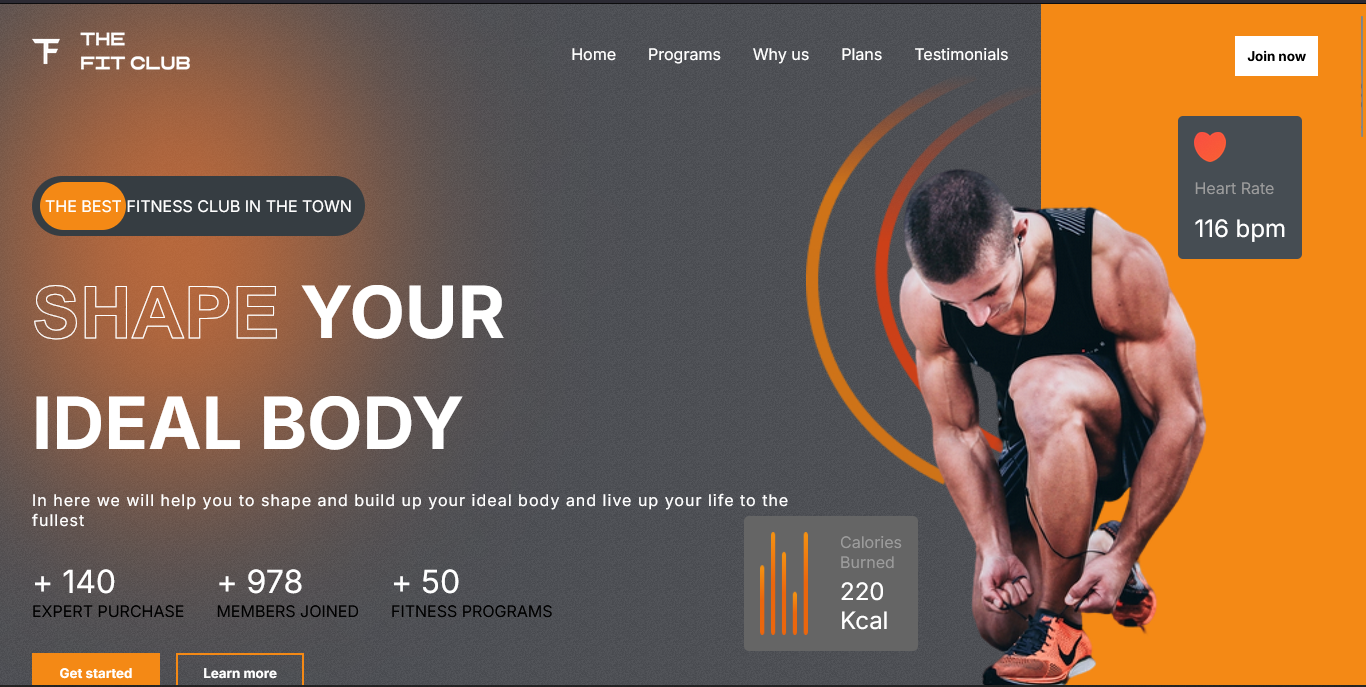 THE
FIT CLUB
Home Programs Why us Plans Testimonials
Join now
Heart Rate
116 bpm
THE BEST FITNESS CLUB IN THE TOWN
SHAPE YOUR
IDEAL BODY
In here we will help you to shape and build up your ideal body and live up your life to the
fullest
+ 140 + 978 + 50
EXPERT PURCHASE MEMBERS JOINED FITNESS PROGRAMS
Calories
Burned
220
Kcal
Get started Learn more